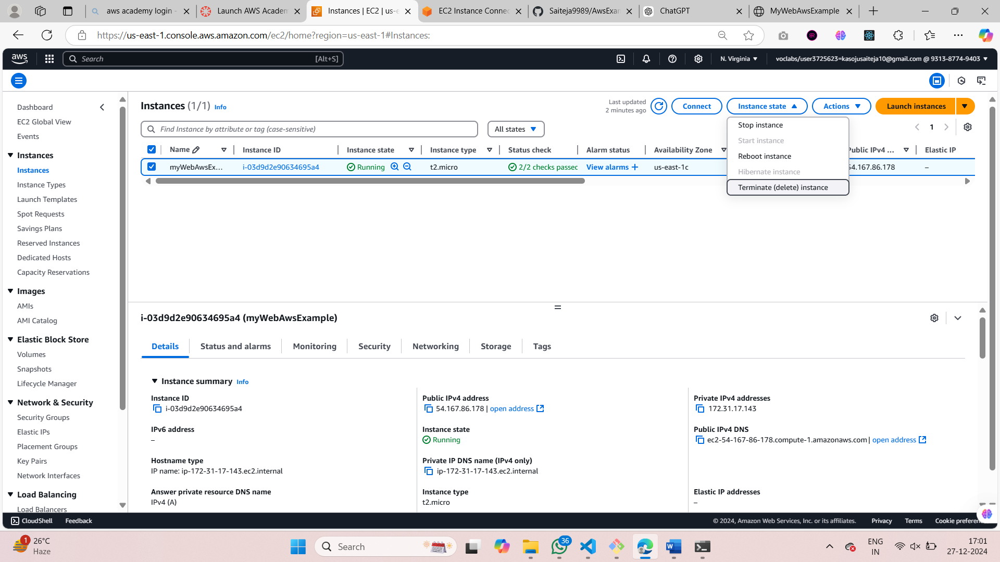 aws academy login -
Launch AWS Academ
Instances | EC2 | us-e
EC2 Instance Connec
Saiteja9989/AwsExam
ChatGPT
MyWebAwsExample
https://us-east-1.console.aws.amazon.com/ec2/home?region=us-east-1#Instances:
aws
Search
[Alt+S]
N. Virginia
voclabs/user3725623=kasojusaiteja10@gmail.com @ 9313-8774-9403
Dashboard
EC2 Global View
Events
Instances
Instances
Instance Types
Launch Templates
Spot Requests
Savings Plans
Reserved Instances
Dedicated Hosts
Capacity Reservations
Images
AMIs
AMI Catalog
Elastic Block Store
Volumes
Snapshots
Lifecycle Manager
Network & Security
Security Groups
Elastic IPs
Placement Groups
Key Pairs
Network Interfaces
Load Balancing
Load Balancers
Instances (1/1) Info
Last updated
2 minutes ago
Connect
Instance state
Actions
Launch instances
Find Instance by attribute or tag (case-sensitive)
All states
Stop instance
Start instance
Reboot instance
Hibernate instance
Terminate (delete) instance
1
Name Instance ID Instance state Instance type Status check Alarm status Availability Zone Public IPv4 ... Elastic IP
myWebAwsEx... i-03d9d2e90634695a4 Running t2.micro 2/2 checks passed View alarms + us-east-1c 54.167.86.178 –
i-03d9d2e90634695a4 (myWebAwsExample)
Details
Status and alarms
Monitoring
Security
Networking
Storage
Tags
Instance summary Info
Instance ID
i-03d9d2e90634695a4
Public IPv4 address
54.167.86.178 | open address
Private IPv4 addresses
172.31.17.143
IPv6 address
–
Instance state
Running
Public IPv4 DNS
ec2-54-167-86-178.compute-1.amazonaws.com | open address
Hostname type
IP name: ip-172-31-17-143.ec2.internal
Private IP DNS name (IPv4 only)
ip-172-31-17-143.ec2.internal
Answer private resource DNS name
IPv4 (A)
Instance type
t2.micro
Elastic IP addresses
–
CloudShell
Feedback
© 2024, Amazon Web Services, Inc. or its affiliates.
Privacy
Terms
Cookie preferen
1
26°C
Haze
Search
36
ENG
IN
17:01
27-12-2024